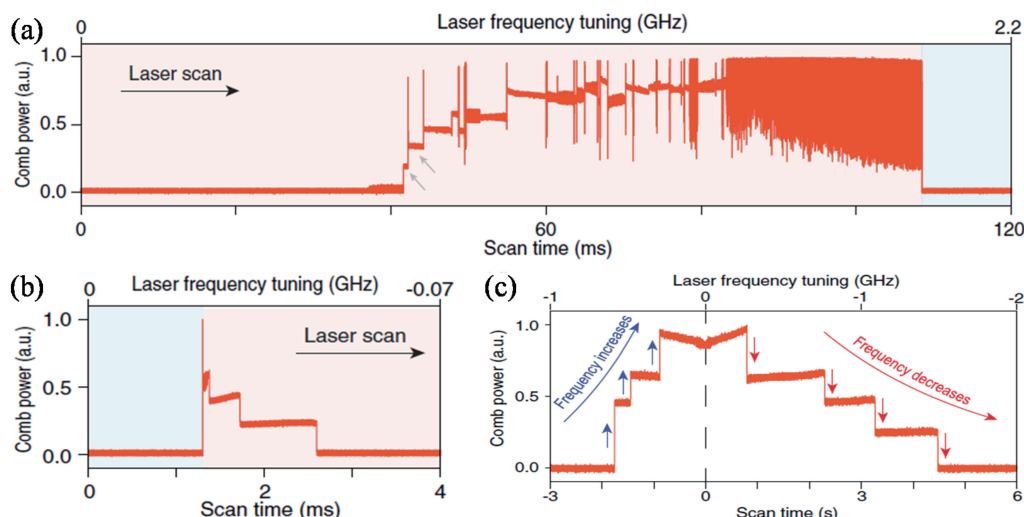 (a)
Laser frequency tuning (GHz)
0
2.2
Comb power (a.u.)
1.0
0.5
0.0
Laser scan
0
60
120
Scan time (ms)
(b)
Laser frequency tuning (GHz)
0
-0.07
Comb power (a.u.)
1.0
0.5
0.0
Laser scan
0
2
4
Scan time (ms)
(c)
Laser frequency tuning (GHz)
-1
0
-1
-2
Comb power (a.u.)
1.0
0.5
0.0
Frequency increases
Frequency decreases
-3
0
3
6
Scan time (s)